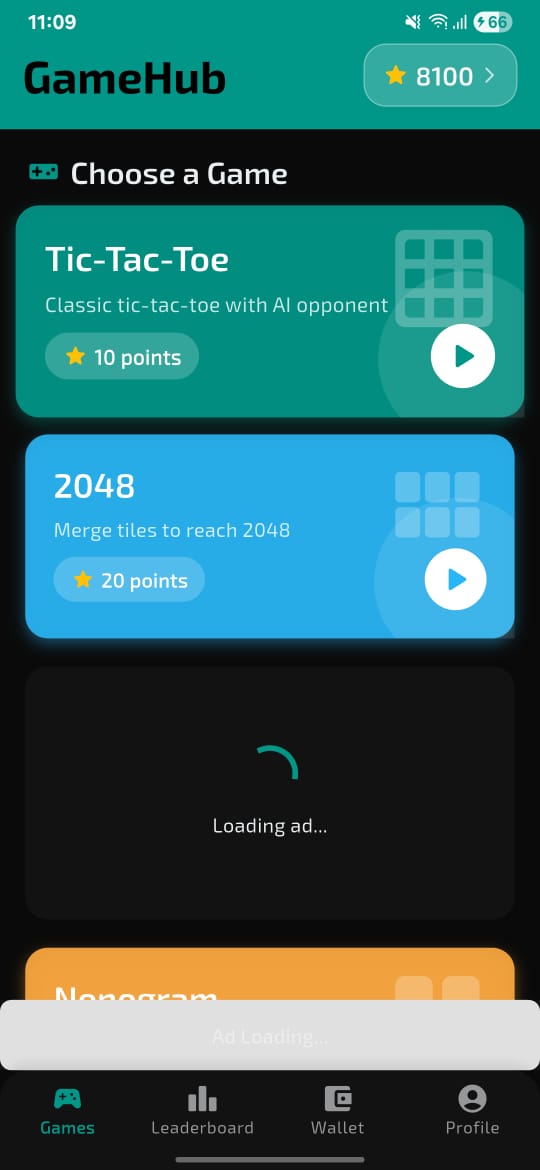 11:09
66
GameHub
8100
Choose a Game
Tic-Tac-Toe
Classic tic-tac-toe with AI opponent
10 points
2048
Merge tiles to reach 2048
20 points
Loading ad...
Nonogram
Ad Loading...
Games
Leaderboard
Wallet
Profile